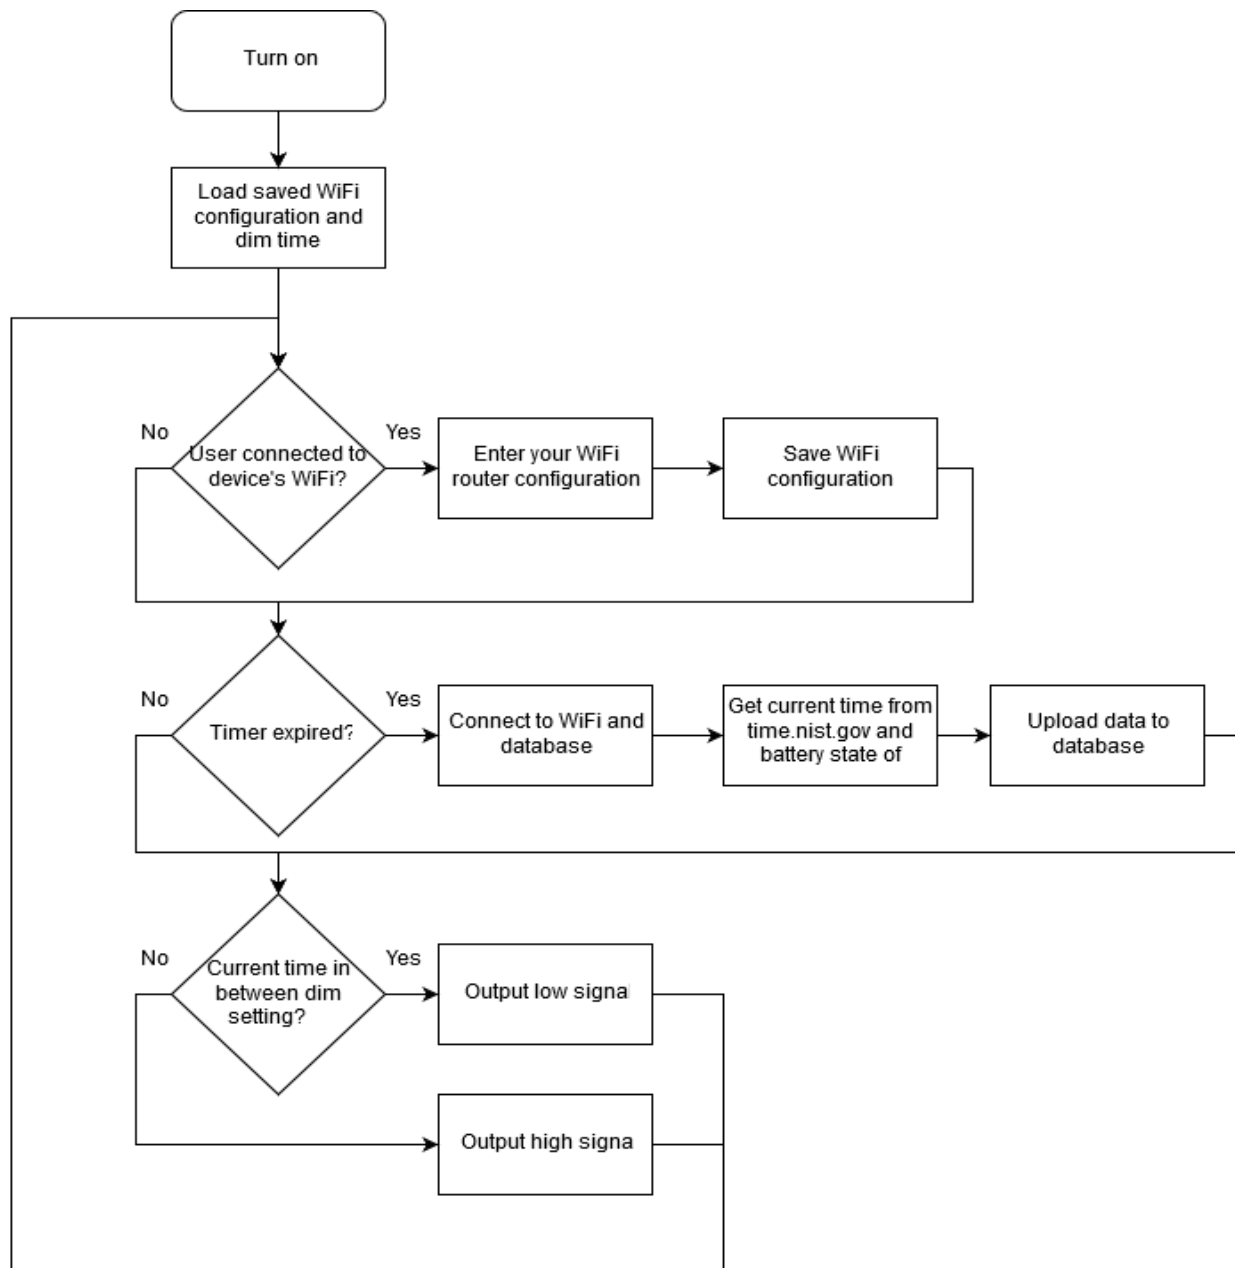 Turn on
Load saved WiFi
configuration and
dim time
No
Yes
User connected to
device's WiFi?
Enter your WiFi
router configuration
Save WiFi
configuration
No
Yes
Timer expired?
Connect to WiFi and
database
Get current time from
time.nist.gov and
battery state of
Upload data to
database
No
Yes
Current time in
between dim
setting?
Output low signal
Output high signa